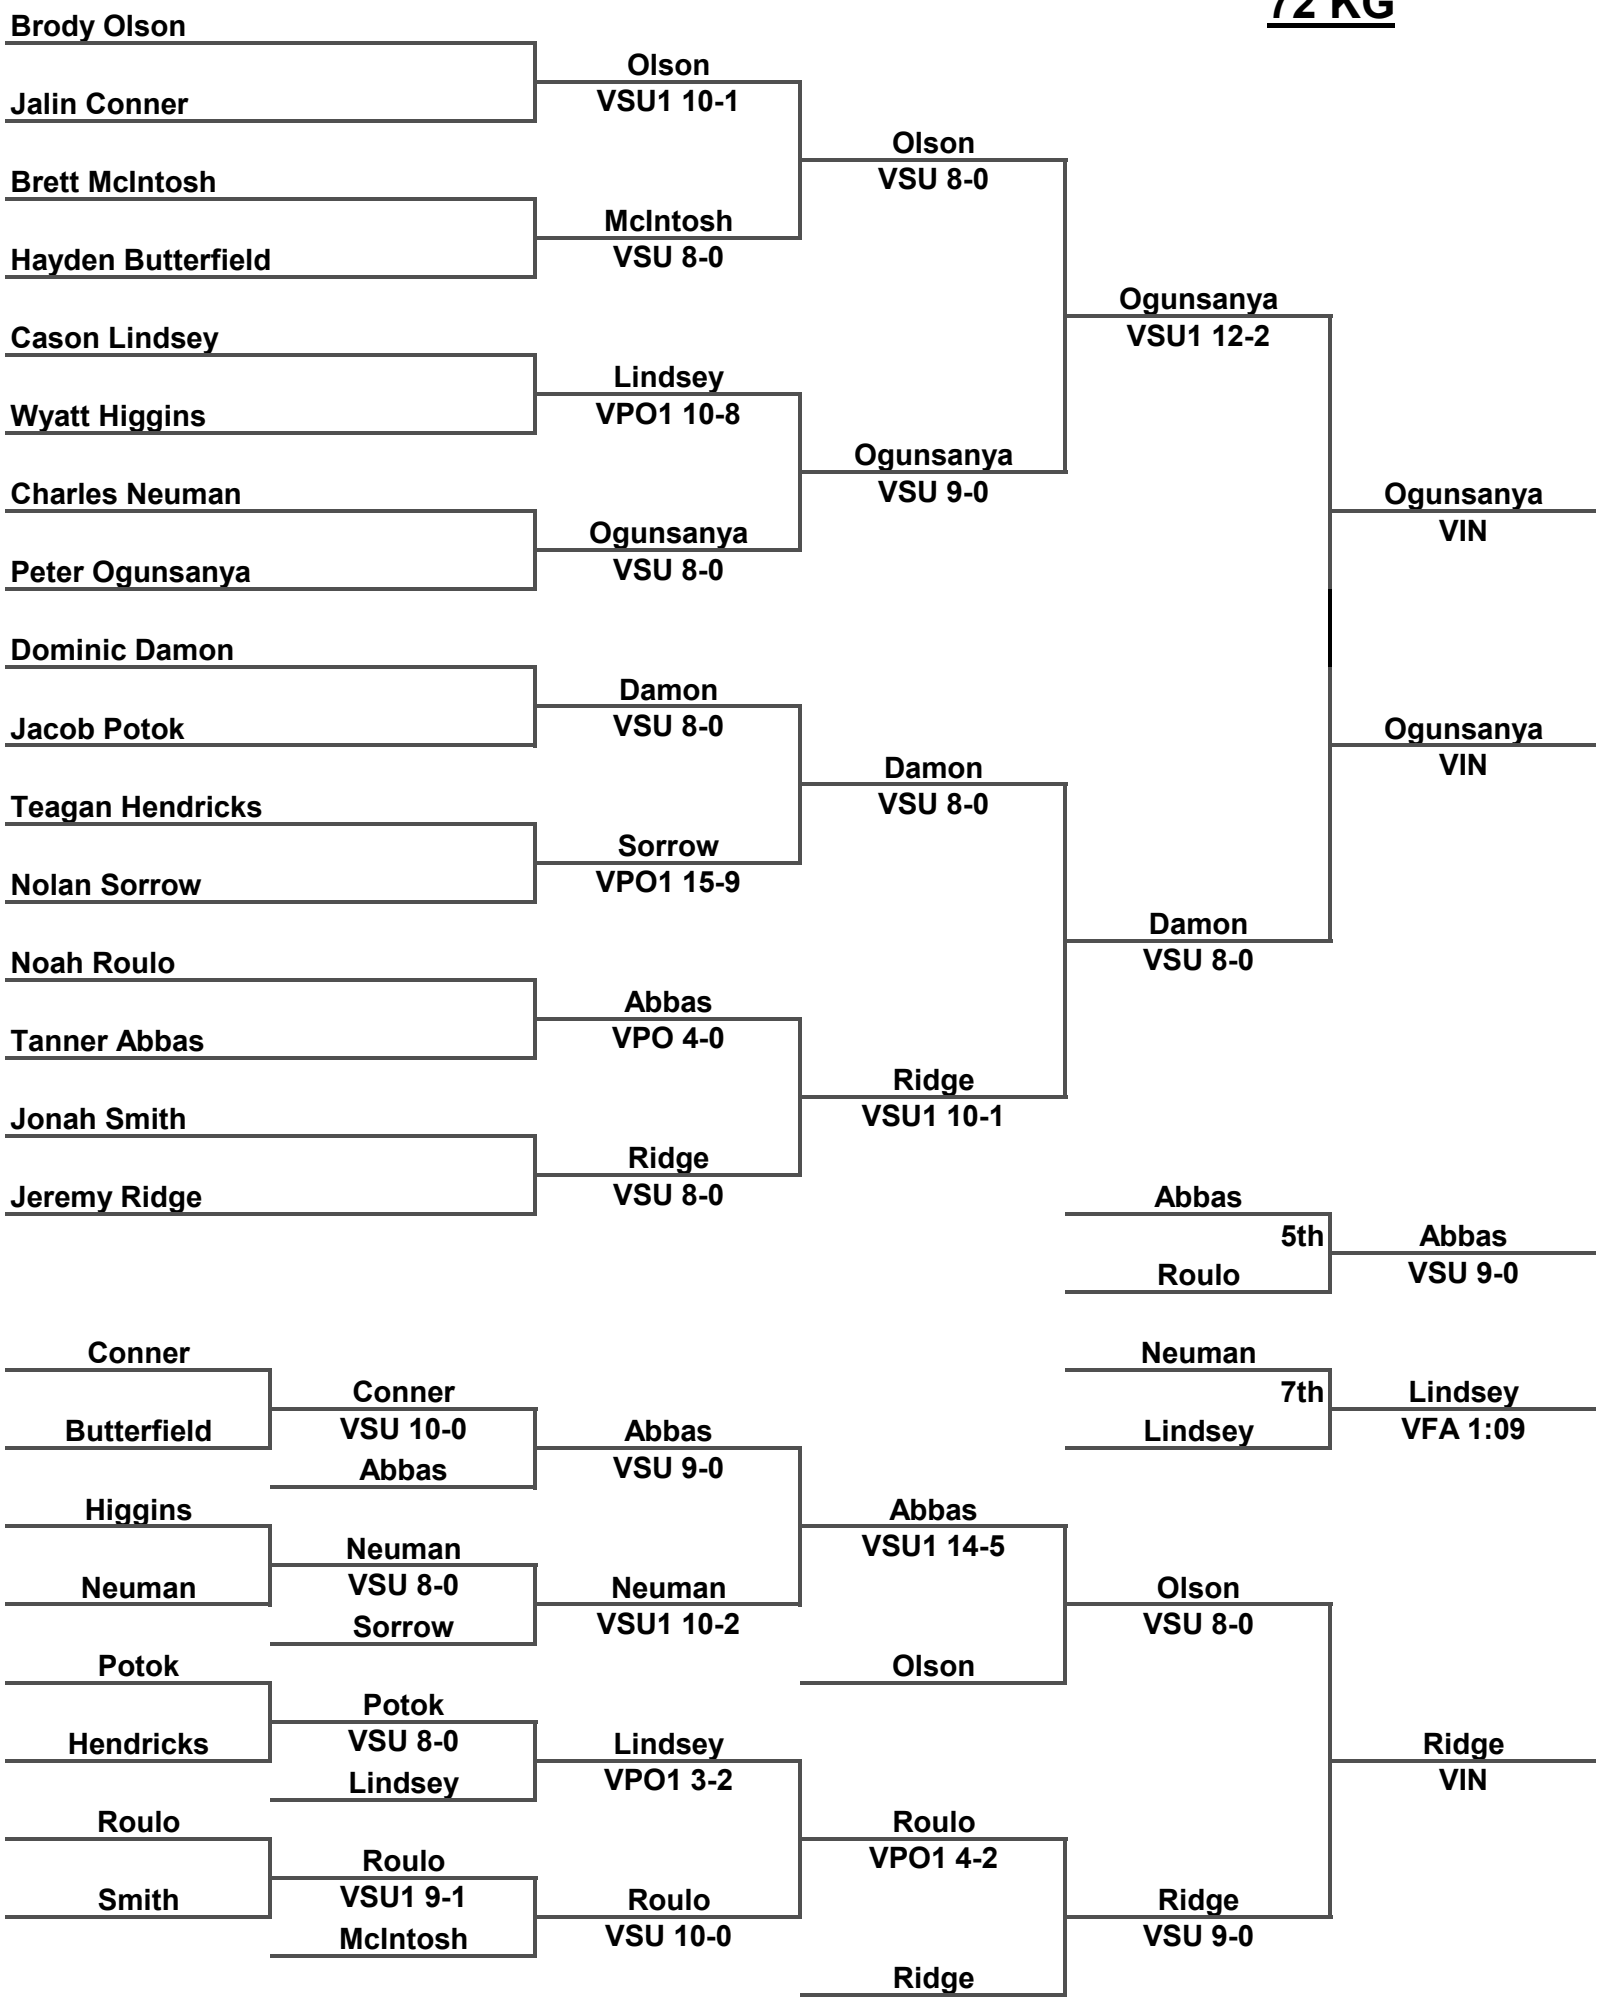 72 KG
Brody Olson
Olson
VSU1 10-1
Jalin Conner
Olson
VSU 8-0
Brett McIntosh
McIntosh
VSU 8-0
Hayden Butterfield
Ogunsanya
VSU1 12-2
Cason Lindsey
Lindsey
VPO1 10-8
Wyatt Higgins
Ogunsanya
VSU 9-0
Charles Neuman
Ogunsanya
VIN
Ogunsanya
VSU 8-0
Peter Ogunsanya
Dominic Damon
Damon
VSU 8-0
Jacob Potok
Ogunsanya
VIN
Damon
VSU 8-0
Teagan Hendricks
Sorrow
VPO1 15-9
Nolan Sorrow
Damon
VSU 8-0
Noah Roulo
Abbas
VPO 4-0
Tanner Abbas
Ridge
VSU1 10-1
Jonah Smith
Ridge
VSU 8-0
Jeremy Ridge
Abbas
5th
Abbas
VSU 9-0
Roulo
Conner
Neuman
Conner
VSU 10-0
7th
Lindsey
VFA 1:09
Butterfield
Abbas
VSU 9-0
Lindsey
Abbas
Higgins
Abbas
VSU1 14-5
Neuman
VSU 8-0
Neuman
Neuman
VSU1 10-2
Olson
VSU 8-0
Sorrow
Potok
Olson
Potok
VSU 8-0
Hendricks
Lindsey
VPO1 3-2
Ridge
VIN
Lindsey
Roulo
Roulo
VPO1 4-2
Roulo
VSU1 9-1
Smith
Roulo
VSU 10-0
Ridge
VSU 9-0
McIntosh
Ridge